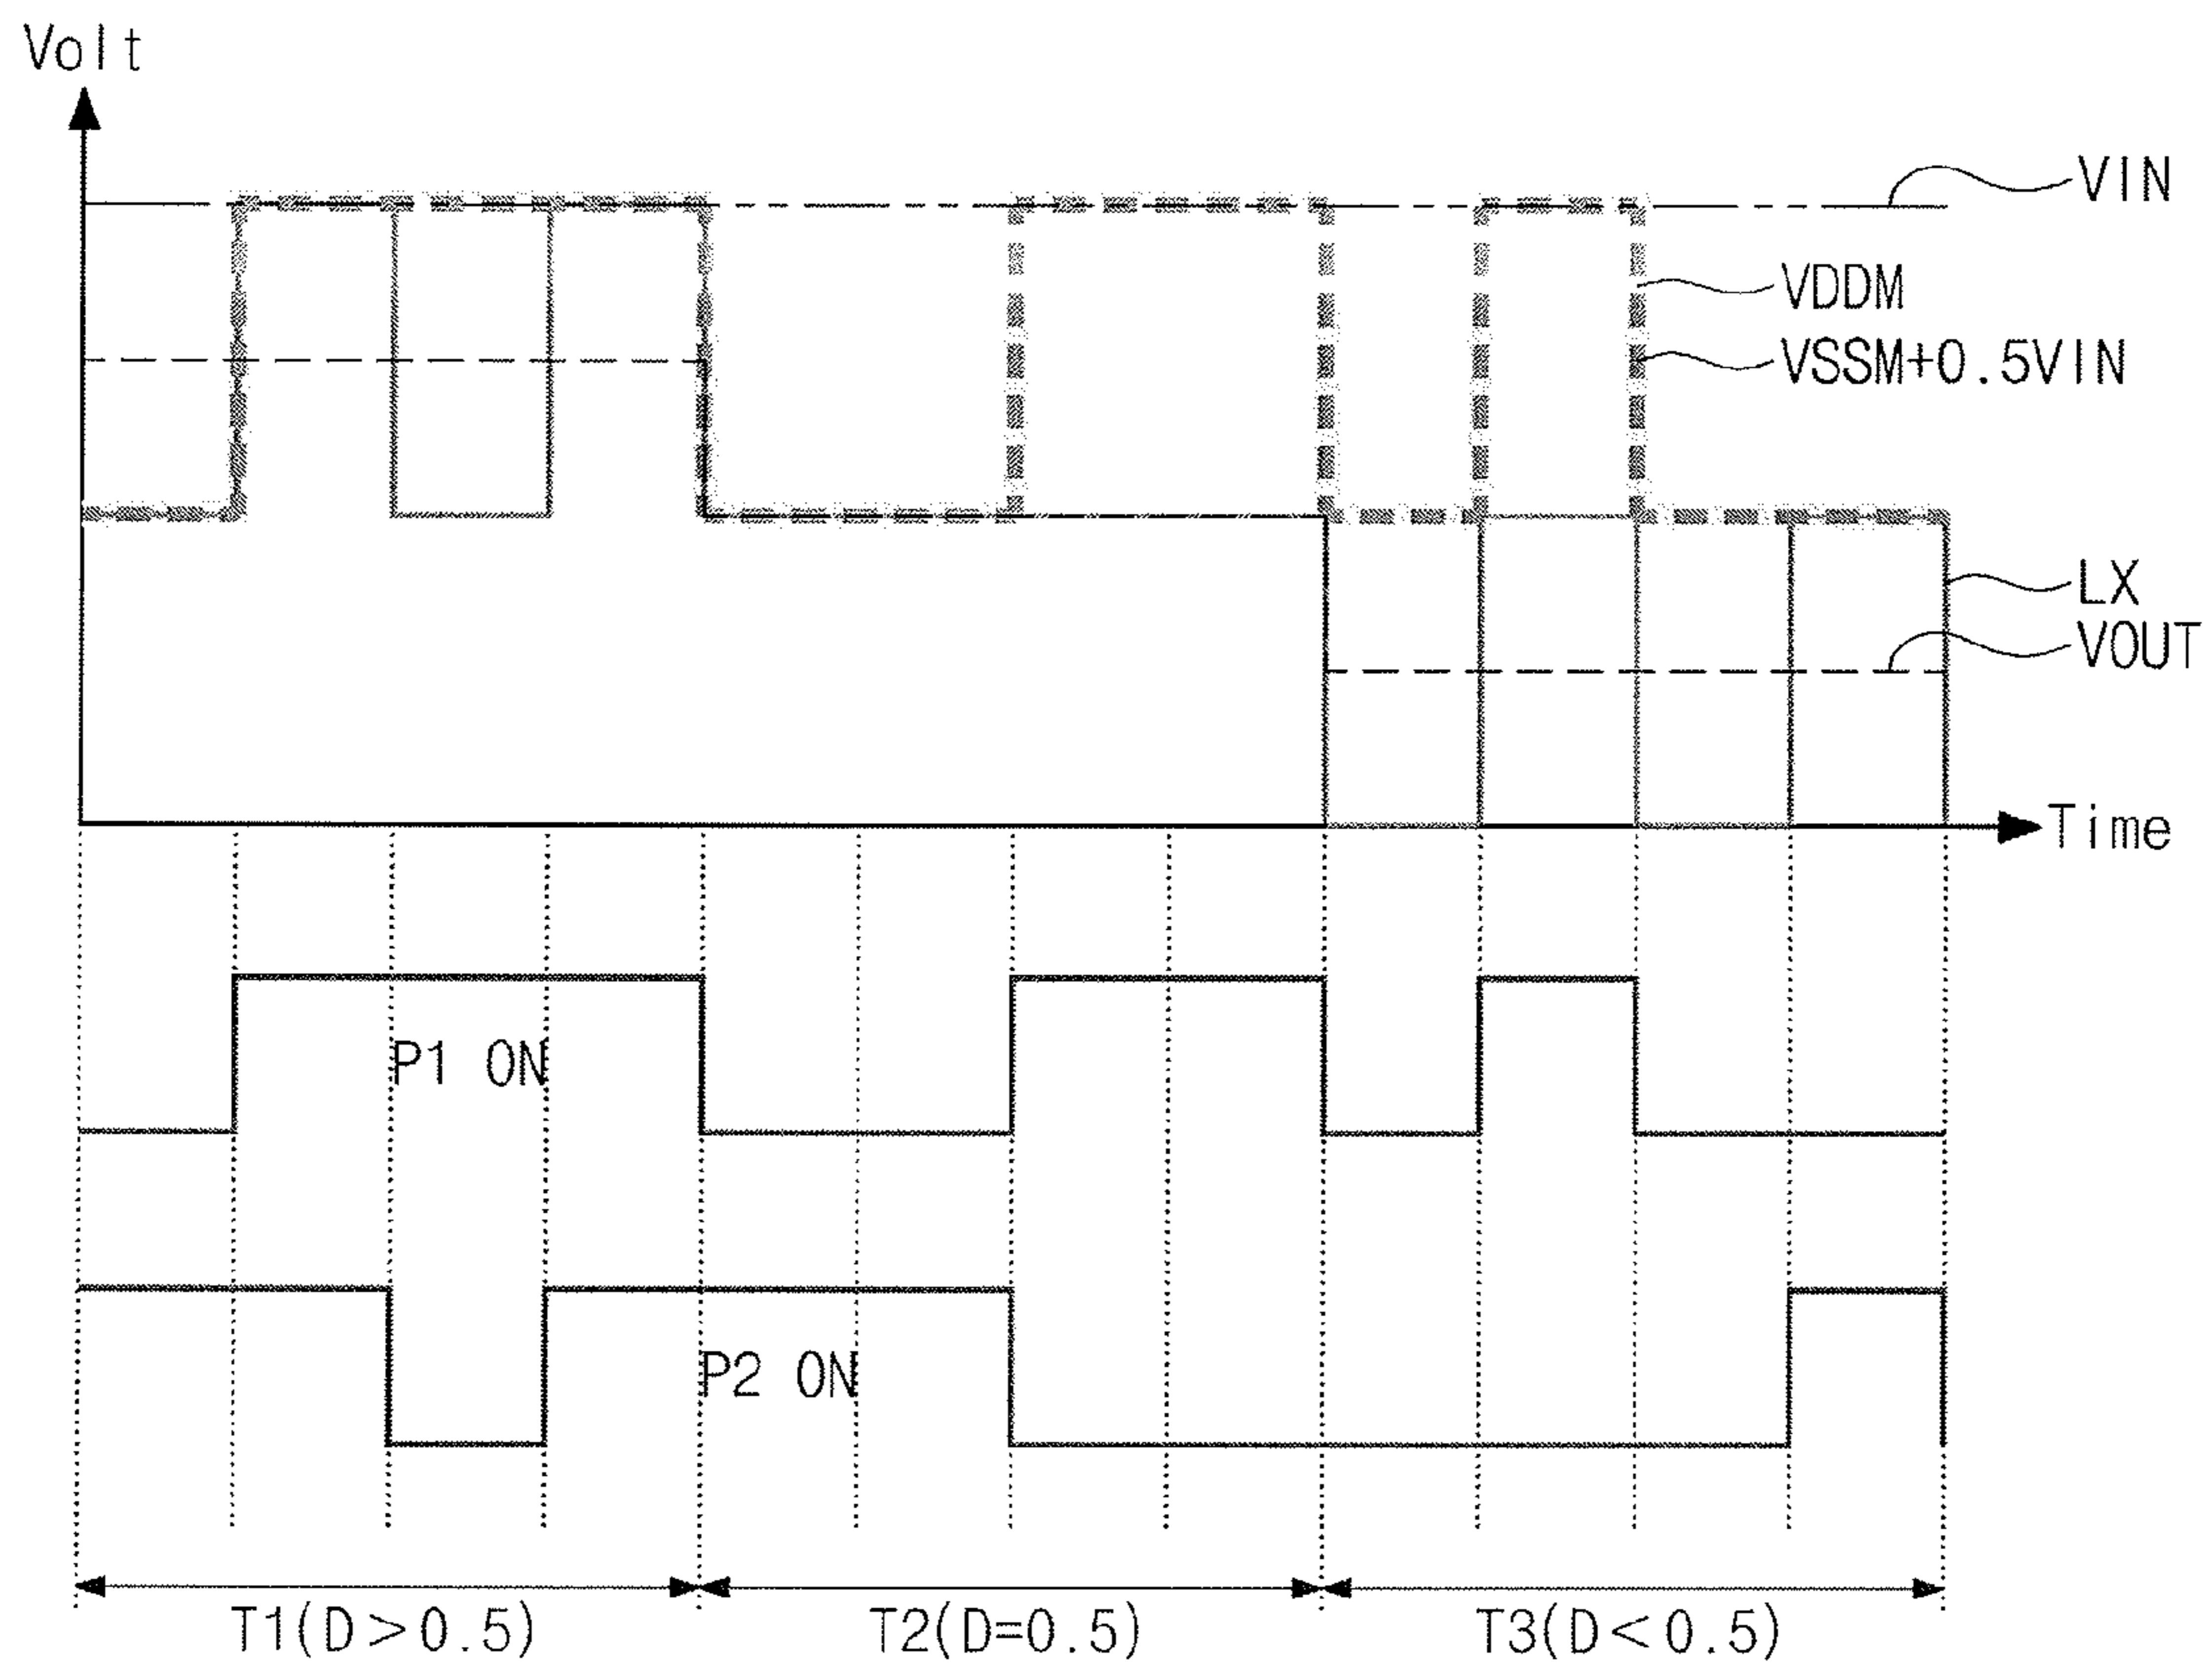 Volt
VIN
VDDM
VSSM+0.5VIN
LX
VOUT
Time
P1 ON
P2 ON
T1(D>0.5)
T2(D=0.5)
T3(D<0.5)